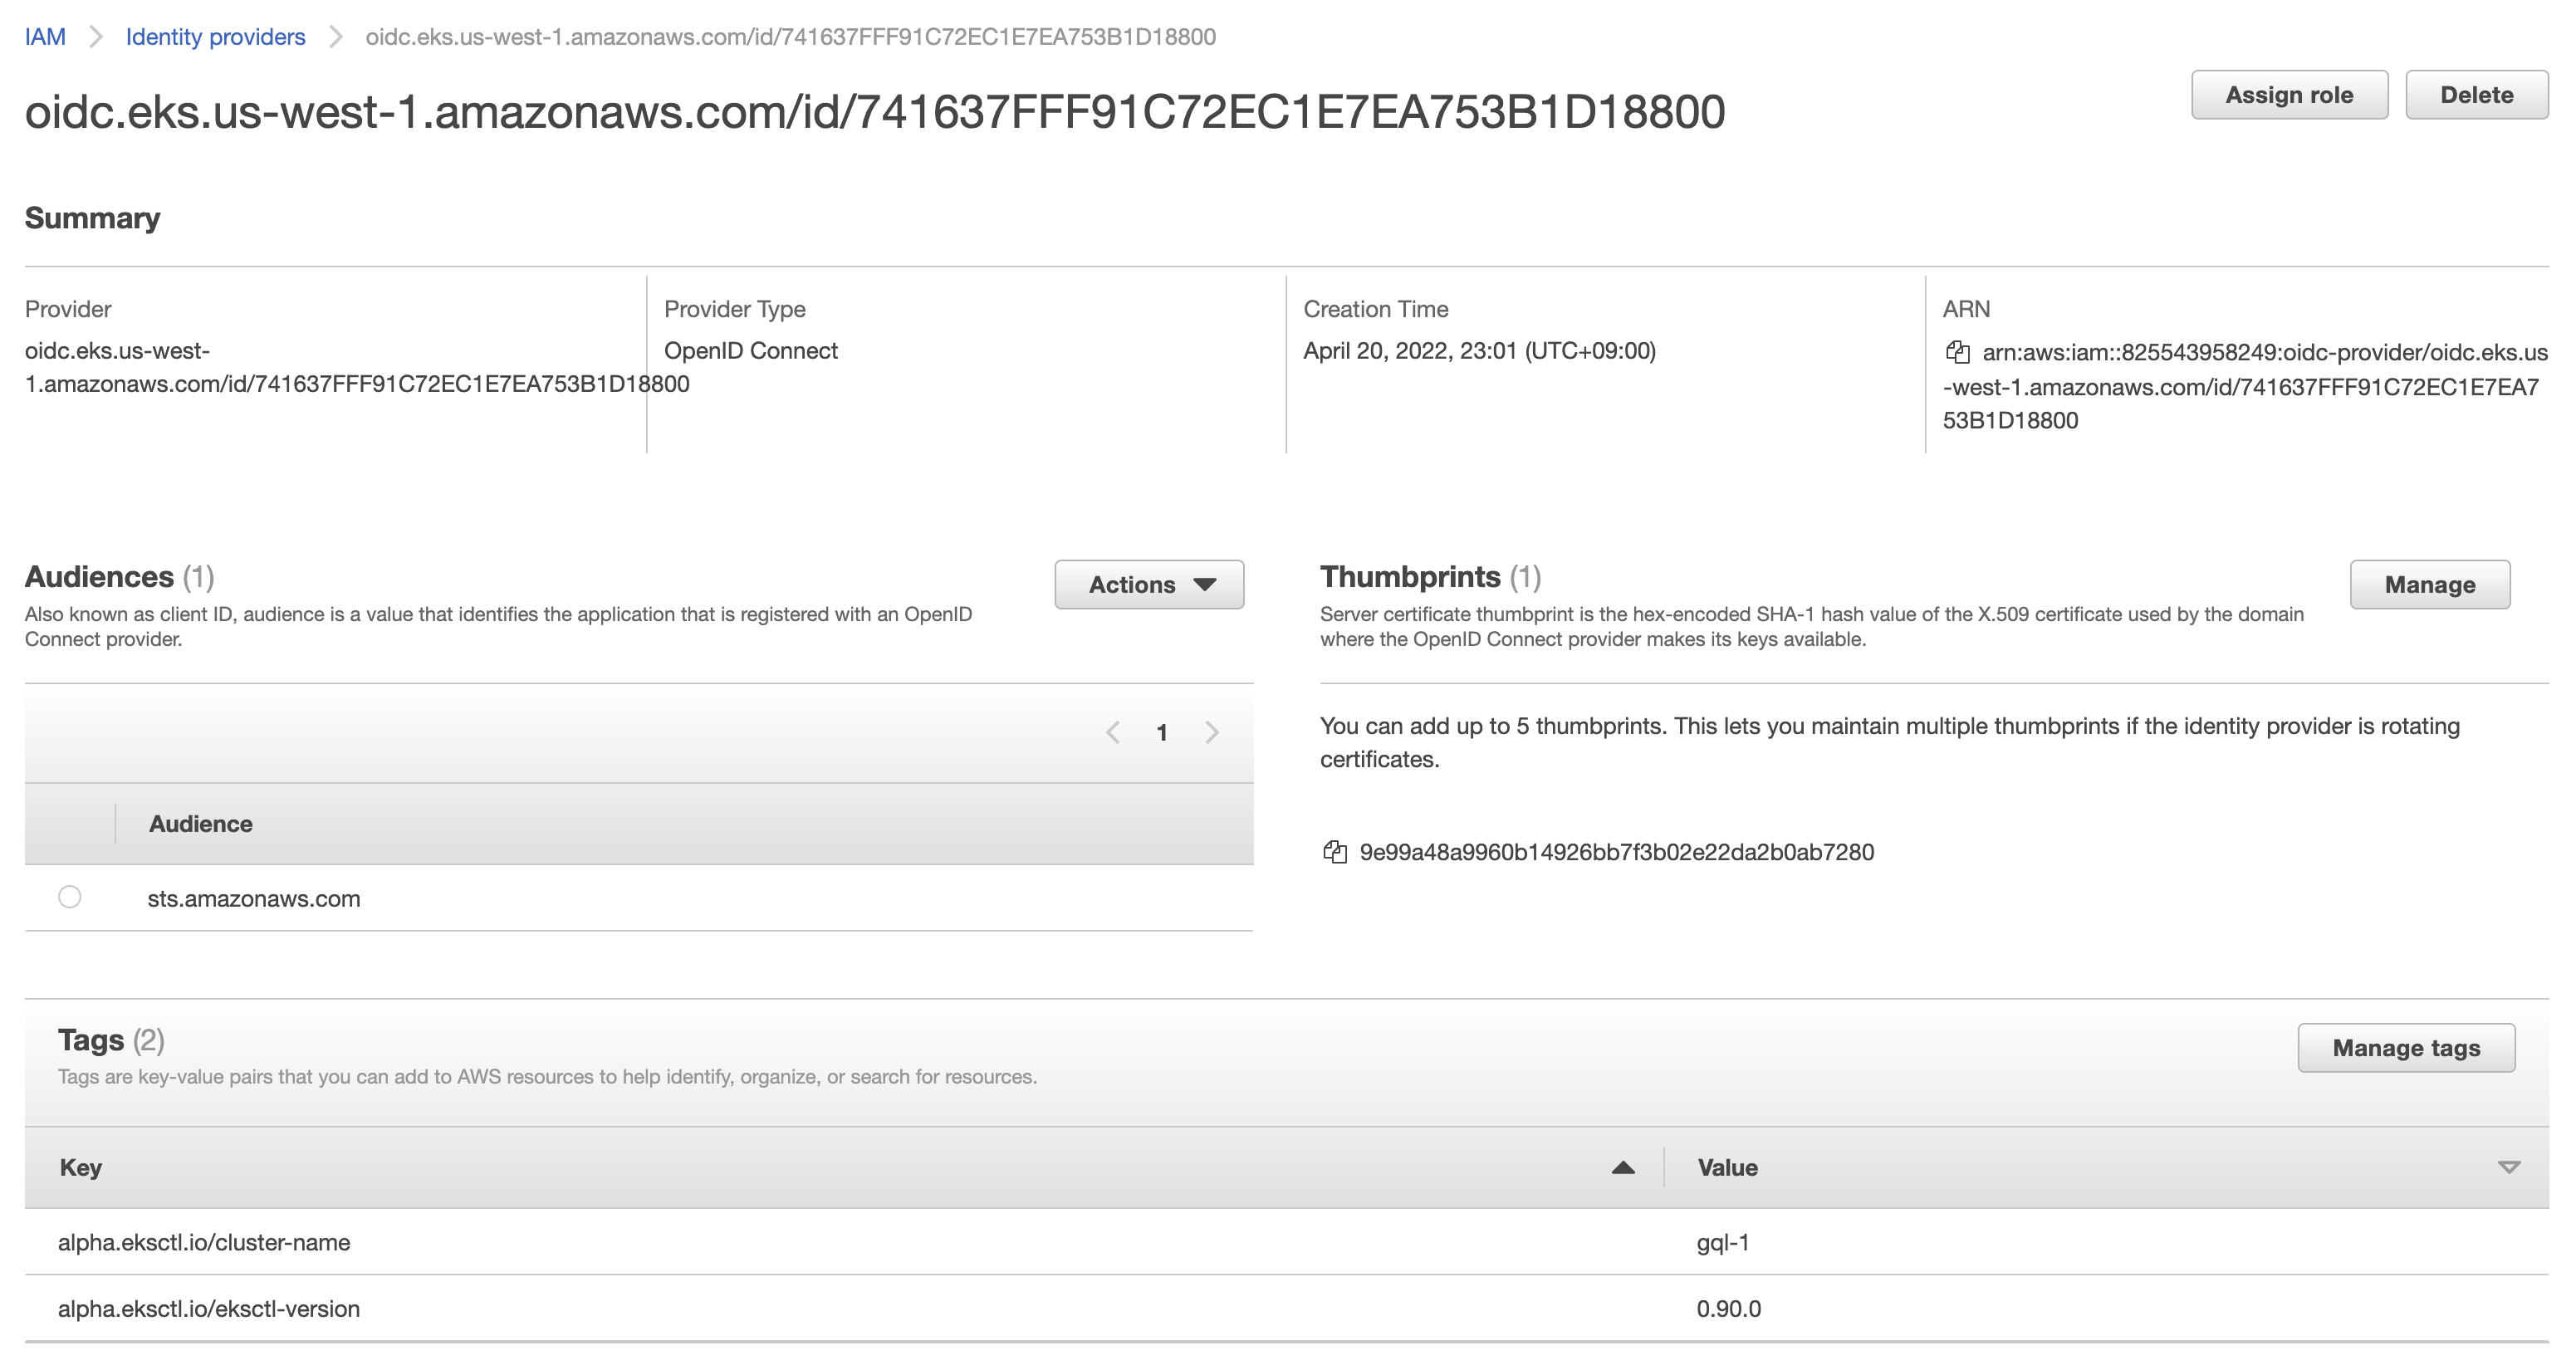 IAM > Identity providers > oidc.eks.us-west-1.amazonaws.com/id/741637FFF91C72EC1E7EA753B1D18800
oidc.eks.us-west-1.amazonaws.com/id/741637FFF91C72EC1E7EA753B1D18800
Assign role
Delete
Summary
Provider
oidc.eks.us-west-
1.amazonaws.com/id/741637FFF91C72EC1E7EA753B1D18800
Provider Type
OpenID Connect
Creation Time
April 20, 2022, 23:01 (UTC+09:00)
ARN
arn:aws:iam::825543958249:oidc-provider/oidc.eks.us
-west-1.amazonaws.com/id/741637FFF91C72EC1E7EA7
53B1D18800
Audiences (1)
Actions
Also known as client ID, audience is a value that identifies the application that is registered with an OpenID
Connect provider.
1
Audience
sts.amazonaws.com
Thumbprints (1)
Manage
Server certificate thumbprint is the hex-encoded SHA-1 hash value of the X.509 certificate used by the domain
where the OpenID Connect provider makes its keys available.
You can add up to 5 thumbprints. This lets you maintain multiple thumbprints if the identity provider is rotating
certificates.
9e99a48a9960b14926bb7f3b02e22da2b0ab7280
Tags (2)
Manage tags
Tags are key-value pairs that you can add to AWS resources to help identify, organize, or search for resources.
Key
Value
alpha.eksctl.io/cluster-name
gql-1
alpha.eksctl.io/eksctl-version
0.90.0